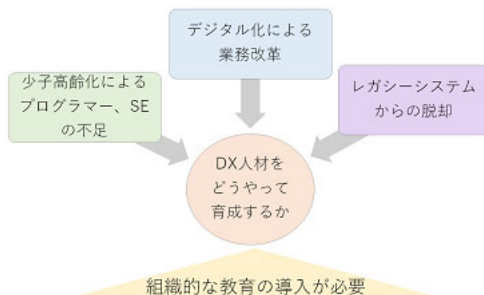 デジタル化による
業務改革
少子高齢化による
プログラマー、SE
の不足
レガシーシステム
からの脱却
DX人材を
どうやって
育成するか
組織的な教育の導入が必要